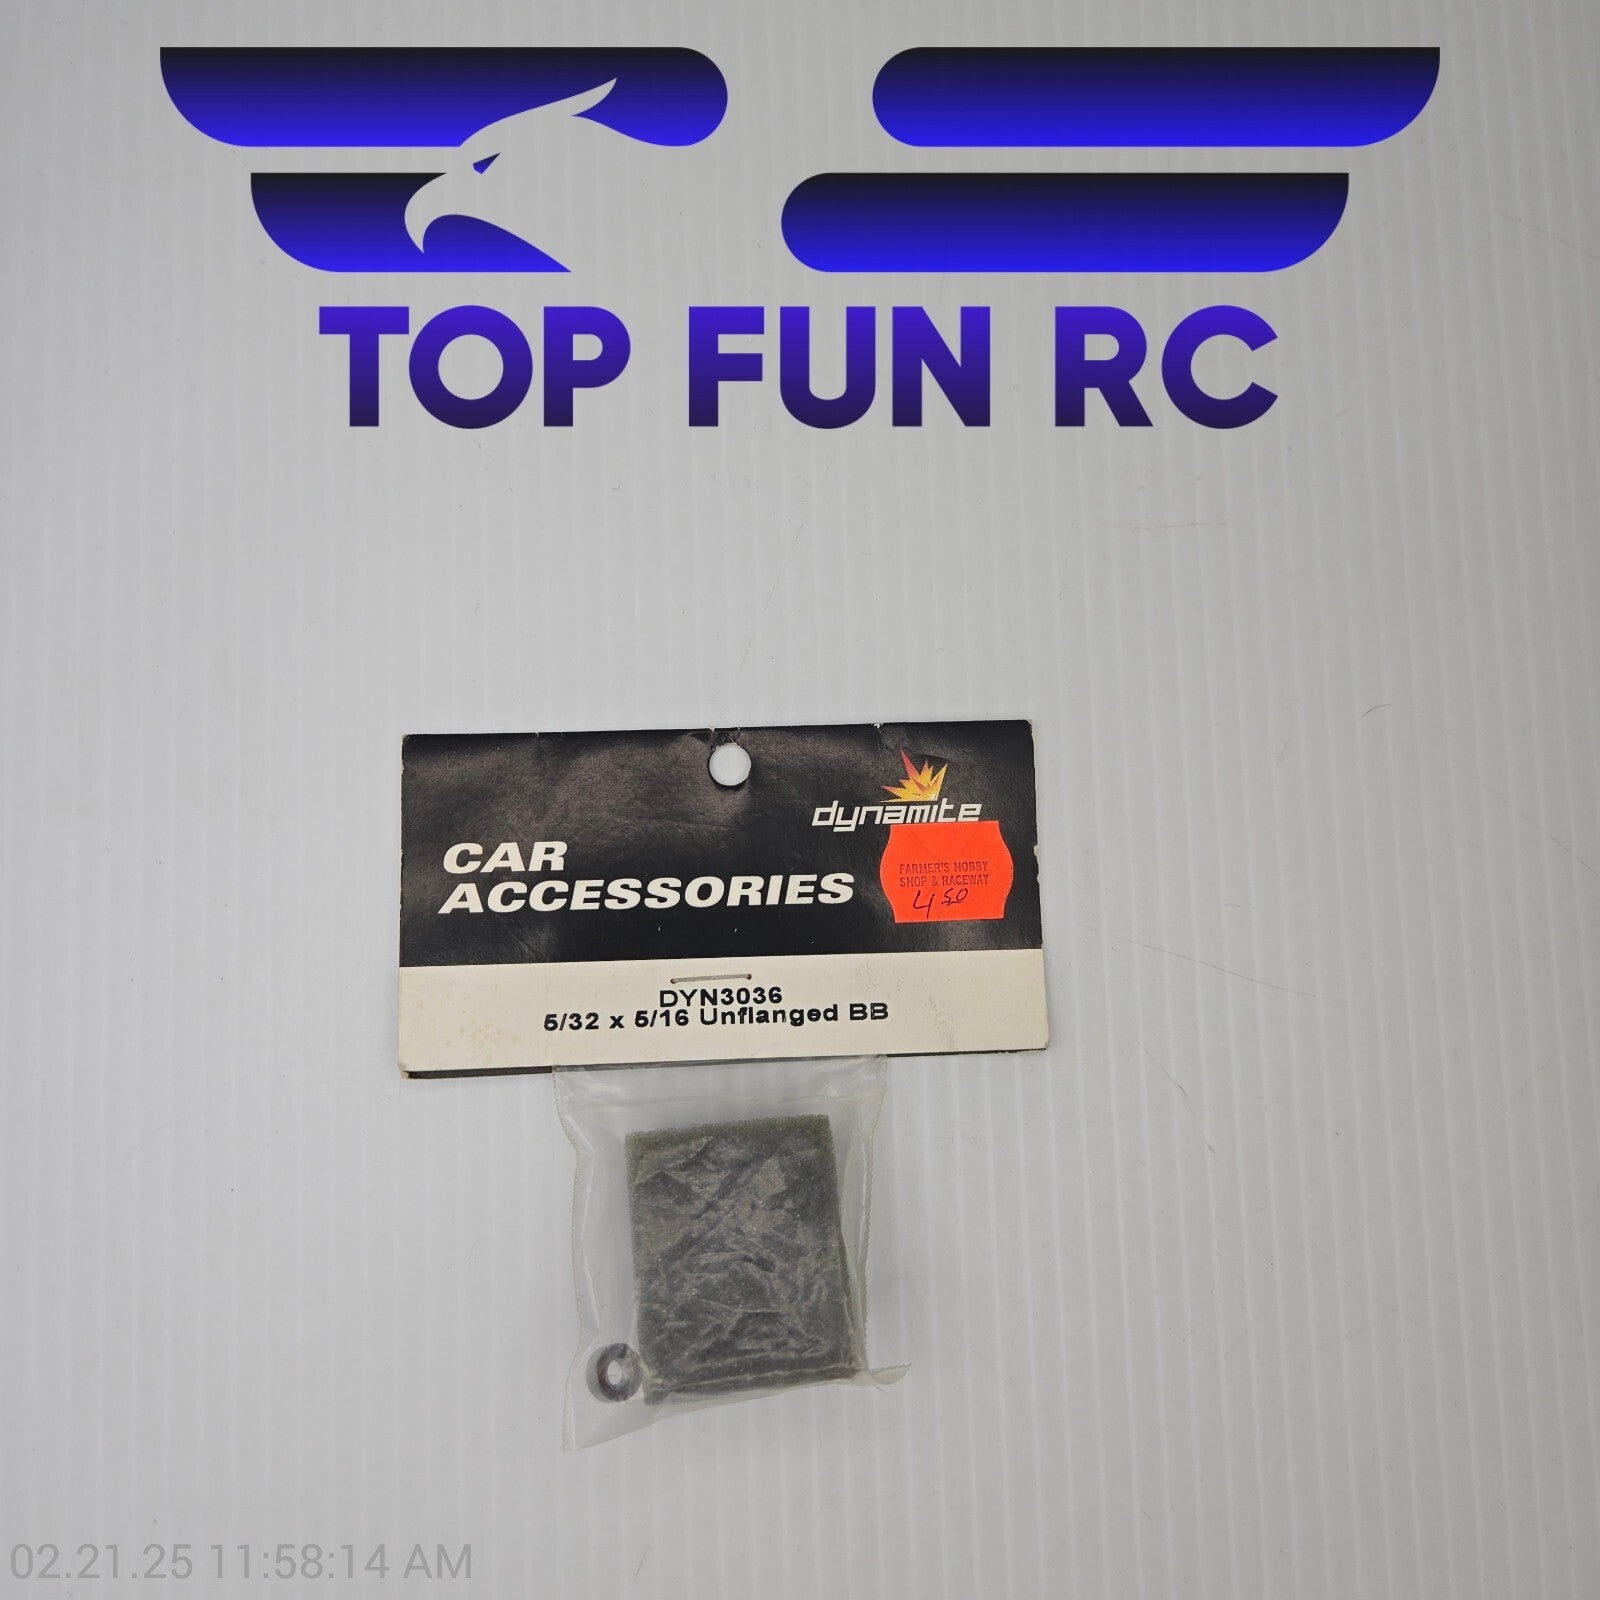 TOP FUN RC
dynamite
CAR
ACCESSORIES
FARMER'S HOBBY
SHOP & RACEWAY
4.50
DYN3036
5/32 x 5/16 Unflanged BB
02.21.25 11:58:14 AM